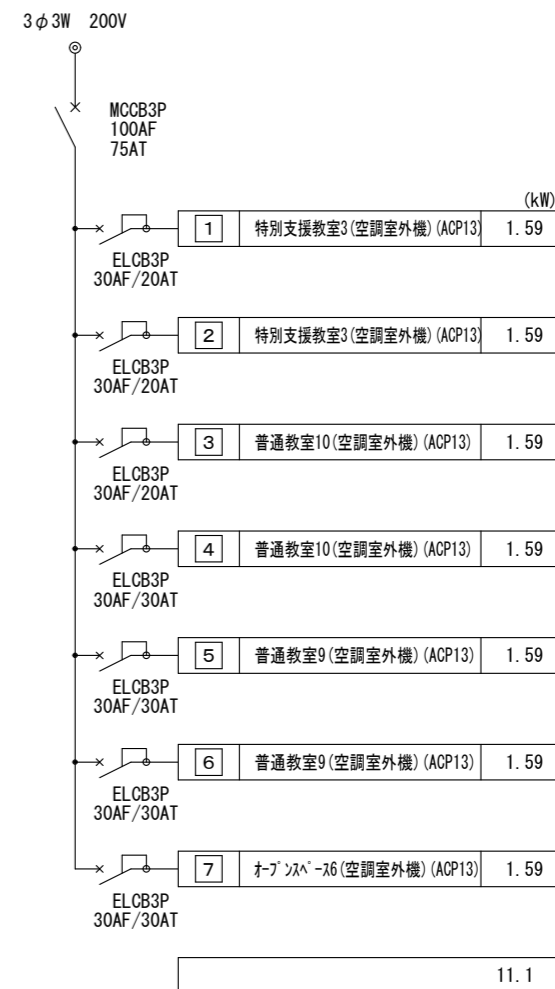 3φ3W 200V
MCCB3P
100AF
75AT
(kW)
1 特別支援教室3(空調室外機)(ACP13) 1.59
ELCB3P
30AF/20AT
2 特別支援教室3(空調室外機)(ACP13) 1.59
ELCB3P
30AF/20AT
3 普通教室10(空調室外機)(ACP13) 1.59
ELCB3P
30AF/20AT
4 普通教室10(空調室外機)(ACP13) 1.59
ELCB3P
30AF/30AT
5 普通教室9(空調室外機)(ACP13) 1.59
ELCB3P
30AF/30AT
6 普通教室9(空調室外機)(ACP13) 1.59
ELCB3P
30AF/30AT
7 ｵｰﾌﾟﾝｽﾍﾟｰｽ6(空調室外機)(ACP13) 1.59
ELCB3P
30AF/30AT
11.1